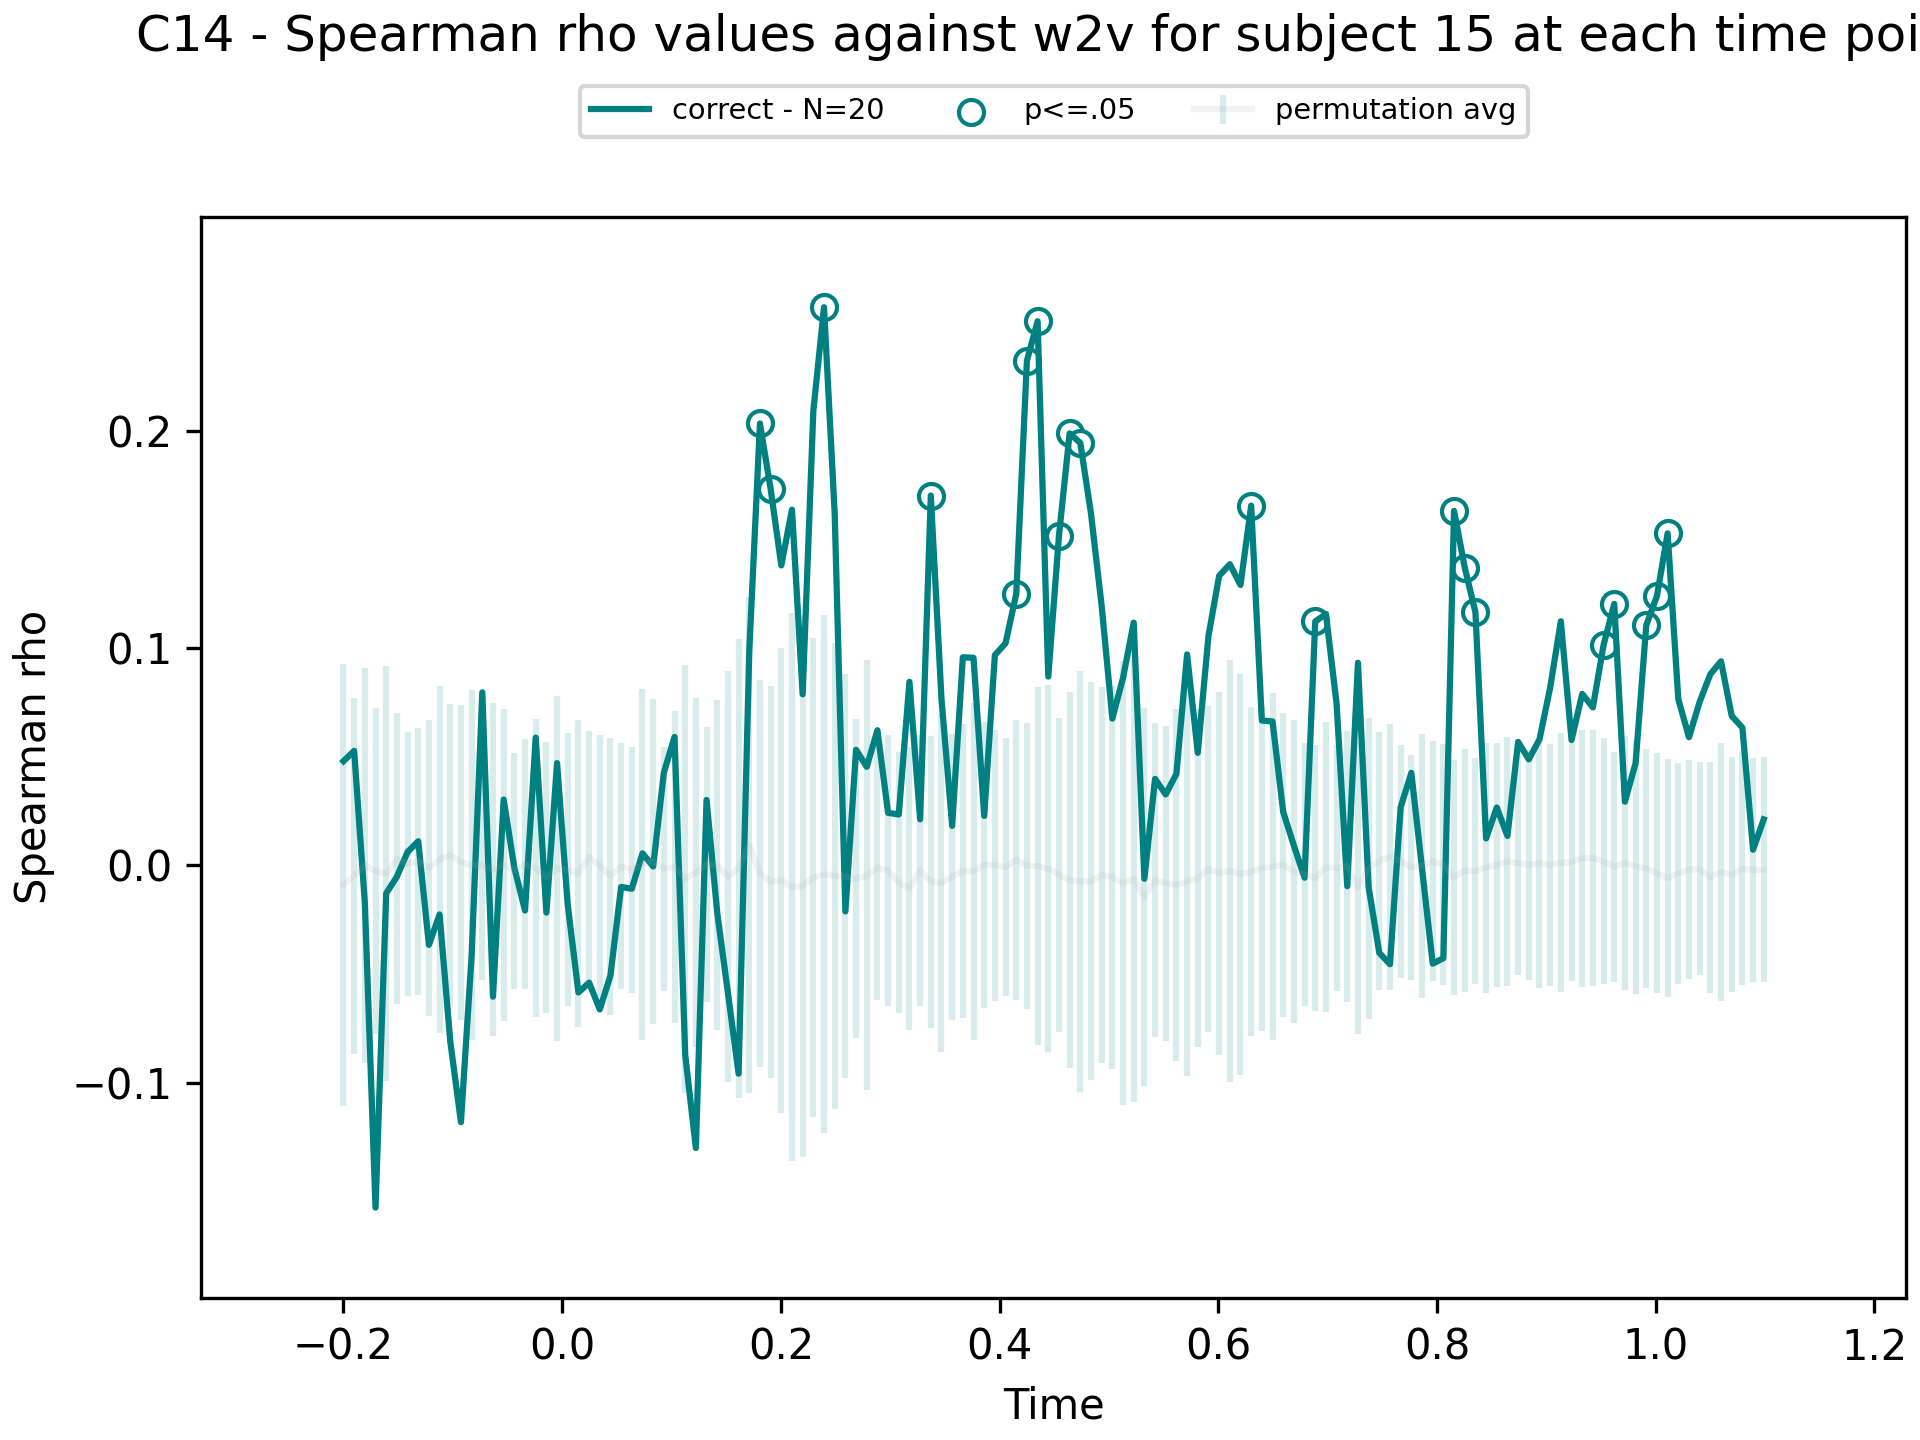 C14 - Spearman rho values against w2v for subject 15 at each time poi
correct - N=20 p<=.05 permutation avg
Spearman rho
0.2
0.1
0.0
−0.1
−0.2 0.0 0.2 0.4 0.6 0.8 1.0 1.2
Time